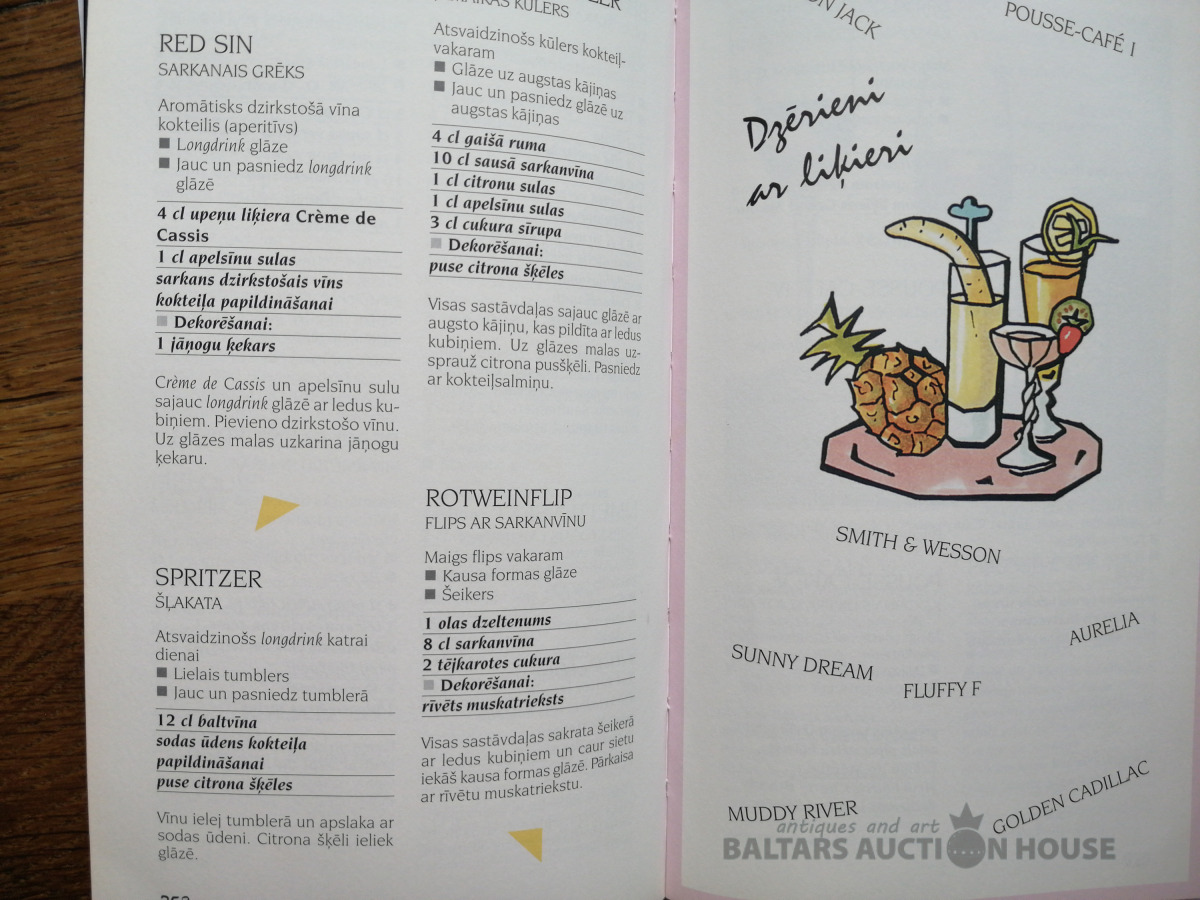 RED SIN
SARKANAIS GRĒKS
Aromātisks dzirkstošā vīna
kokteilis (aperitīvs)
■ Longdrink glāze
■ Jauc un pasniedz longdrink
glāzē
4 cl upeņu liķiera Crème de
Cassis
1 cl apelsīnu sulas
sarkans dzirkstošais vīns
kokteiļa papildināšanai
■ Dekorēšanai:
1 jāņogu ķekars
Crème de Cassis un apelsīnu sulu
sajauc longdrink glāzē ar ledus ku-
biņiem. Pievieno dzirkstošo vīnu.
Uz glāzes malas uzkarina jāņogu
ķekaru.
SPRITZER
ŠĻAKATA
Atsvaidzinošs longdrink katrai
dienai
■ Lielais tumblers
■ Jauc un pasniedz tumblerā
12 cl baltvīna
sodas ūdens kokteiļa
papildināšanai
puse citrona šķēles
Vīnu ielej tumblerā un apslaka ar
sodas ūdeni. Citrona šķēli ieliek
glāzē.
KŪLERS
Atsvaidzinošs kūlers kokteiļ-
vakaram
■ Glāze uz augstas kājiņas
■ Jauc un pasniedz glāzē uz
augstas kājiņas
4 cl gaišā ruma
10 cl sausā sarkanvīna
1 cl citronu sulas
1 cl apelsīnu sulas
3 cl cukura sīrupa
■ Dekorēšanai:
puse citrona šķēles
Visas sastāvdaļas sajauc glāzē ar
augsto kājiņu, kas pildīta ar ledus
kubiņiem. Uz glāzes malas uz-
sprauž citrona pusšķēli. Pasniedz
ar kokteiļsalmiņu.
ROTWEINFLIP
FLIPS AR SARKANVĪNU
Maigs flips vakaram
■ Kausa formas glāze
■ Šeikers
1 olas dzeltenums
8 cl sarkanvīna
2 tējkarotes cukura
■ Dekorēšanai:
rīvēts muskatrieksts
Visas sastāvdaļas sakrata šeikerā
ar ledus kubiņiem un caur sietu
iekāš kausa formas glāzē. Pārkaisa
ar rīvētu muskatriekstu.
JACK
POUSSE-CAFÉ I
Dzērieni
ar liķieri
SMITH & WESSON
AURELIA
SUNNY DREAM
FLUFFY F
MUDDY RIVER
GOLDEN CADILLAC
antiques and art
BALTARS AUCTION HOUSE